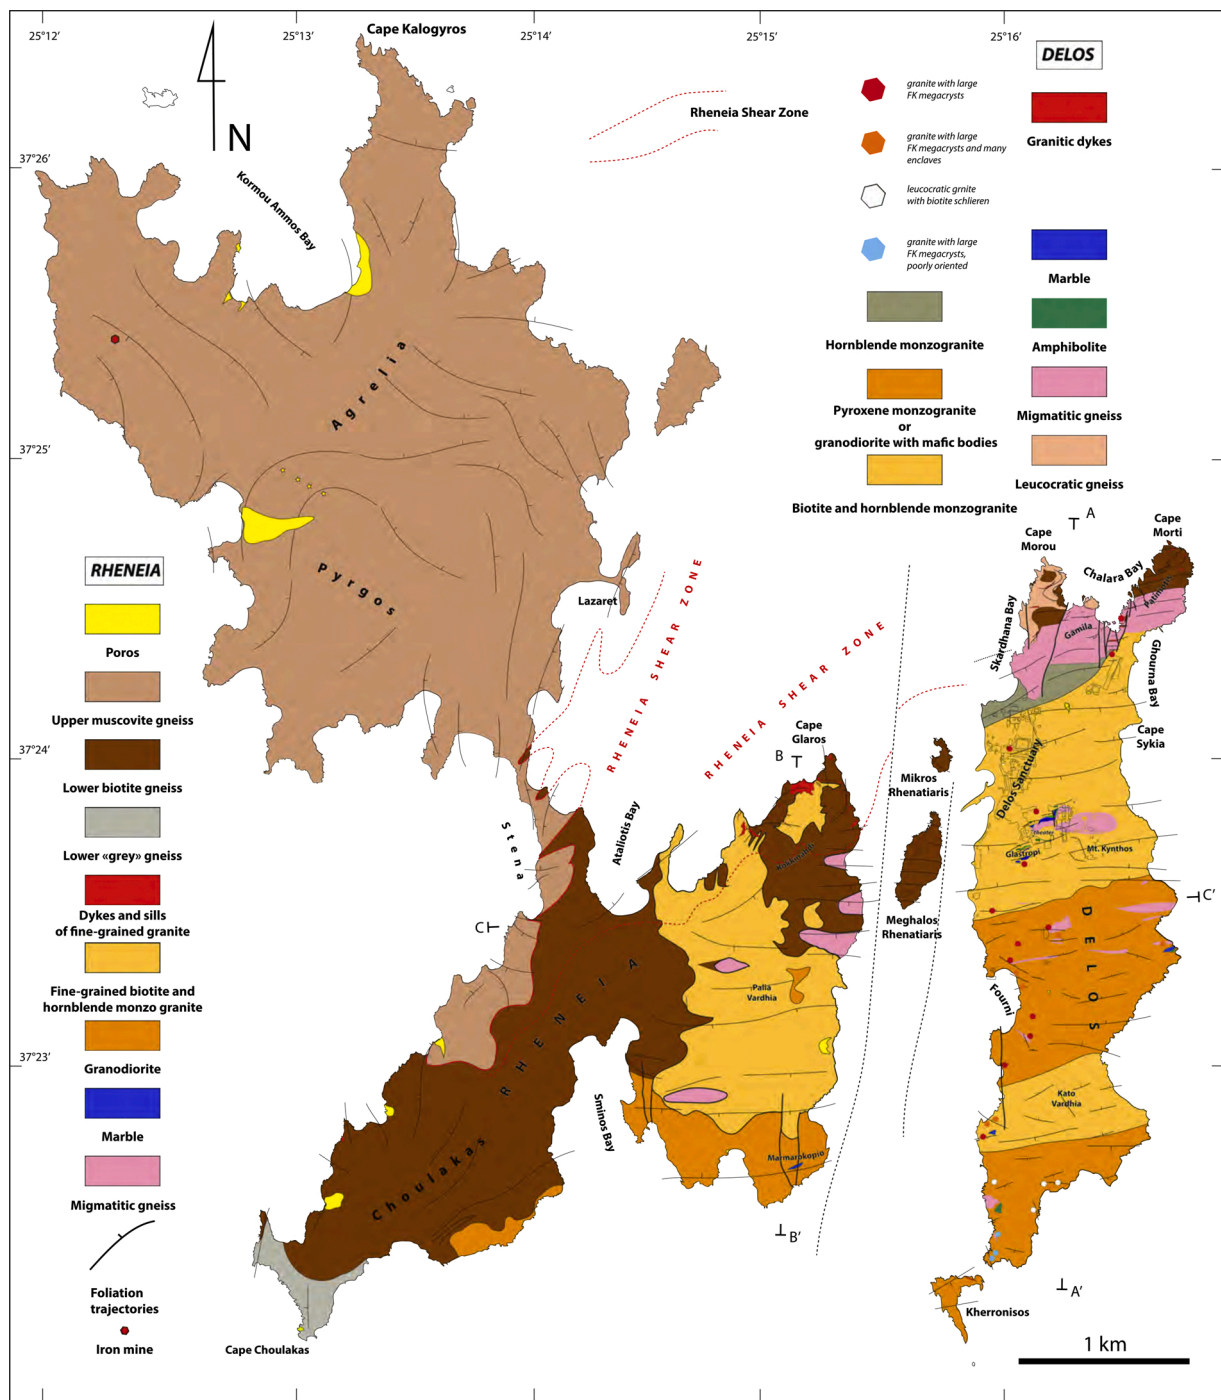 25°12′
25°13′
25°14′
25°15′
25°16′
37°26′
37°25′
37°24′
37°23′
N
Cape Kalogyros
Kormou Ammos Bay
Rheneia Shear Zone
Agrelia
Pyrgos
Lazaret
RHENEIA SHEAR ZONE
RHENEIA SHEAR ZONE
Stena
Ataliotis Bay
Cape
Glaros
B
C
RHENEIA
Palla
Vardhia
Sminos Bay
Marmarokopio
Choulakas
Cape Choulakas
B′
Mikros
Rhenatiaris
Meghalos
Rhenatiaris
A
Cape
Morou
Cape
Morti
Chalara Bay
Skardhana Bay
Gamila
Ghourna Bay
Cape
Sykia
Delos Sanctuary
Theater
Glastropi
Mt. Kynthos
C′
DELOS
Fourni
Kato
Vardhia
Kherronisos
A′
1 km
DELOS
granite with large
FK megacrysts
granite with large
FK megacrysts and many
enclaves
leucocratic grnite
with biotite schlieren
granite with large
FK megacrysts,
poorly oriented
Hornblende monzogranite
Pyroxene monzogranite
or
granodiorite with mafic bodies
Biotite and hornblende monzogranite
Granitic dykes
Marble
Amphibolite
Migmatitic gneiss
Leucocratic gneiss
RHENEIA
Poros
Upper muscovite gneiss
Lower biotite gneiss
Lower «grey» gneiss
Dykes and sills
of fine-grained granite
Fine-grained biotite and
hornblende monzo granite
Granodiorite
Marble
Migmatitic gneiss
Foliation
trajectories
Iron mine